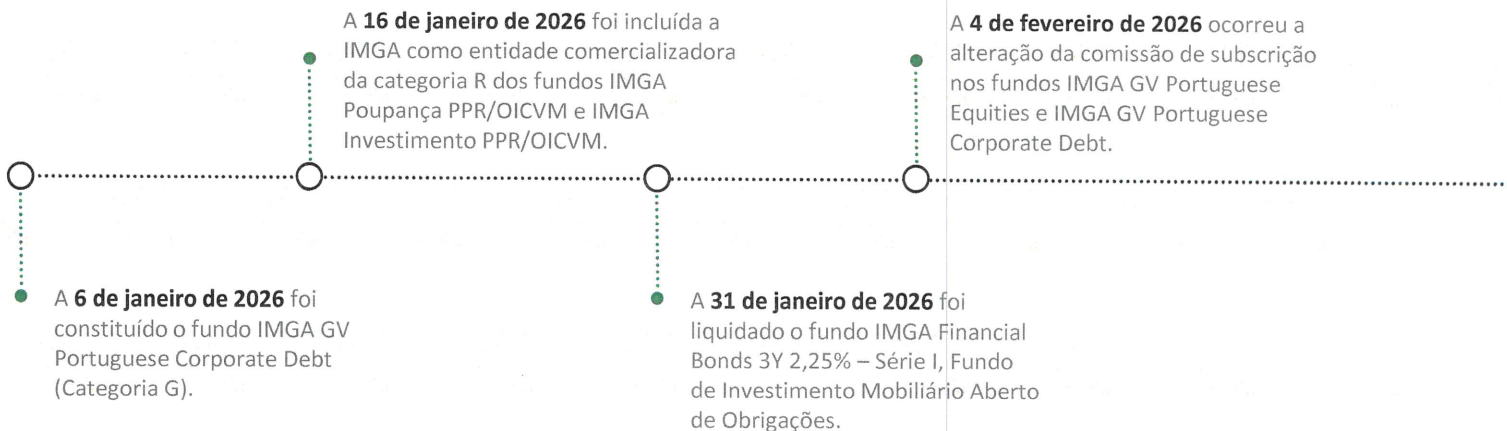 A 16 de janeiro de 2026 foi incluída a
IMGA como entidade comercializadora
da categoria R dos fundos IMGA
Poupança PPR/OICVM e IMGA
Investimento PPR/OICVM.
A 4 de fevereiro de 2026 ocorreu a
alteração da comissão de subscrição
nos fundos IMGA GV Portuguese
Equities e IMGA GV Portuguese
Corporate Debt.
A 6 de janeiro de 2026 foi
constituído o fundo IMGA GV
Portuguese Corporate Debt
(Categoria G).
A 31 de janeiro de 2026 foi
liquidado o fundo IMGA Financial
Bonds 3Y 2,25% – Série I, Fundo
de Investimento Mobiliário Aberto
de Obrigações.